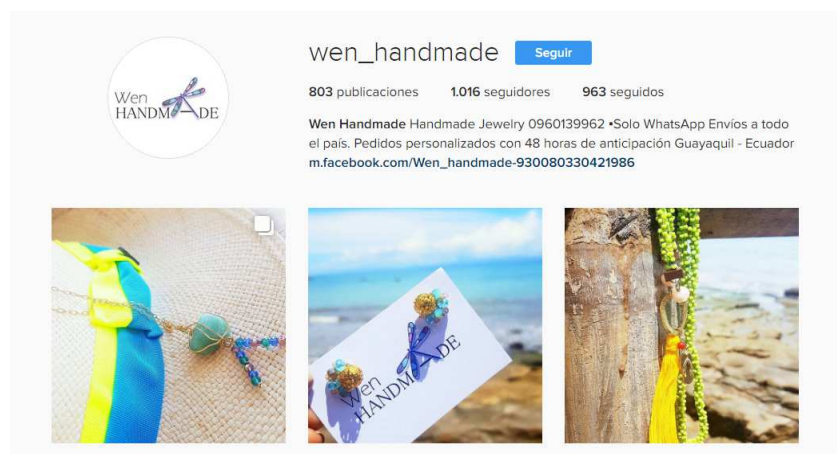 Wen
HANDMADE
wen_handmade Seguir
803 publicaciones 1.016 seguidores 963 seguidos
Wen Handmade Handmade Jewelry 0960139962 •Solo WhatsApp Envíos a todo
el país. Pedidos personalizados con 48 horas de anticipación Guayaquil - Ecuador
m.facebook.com/Wen_handmade-930080330421986
Wen
HANDMADE